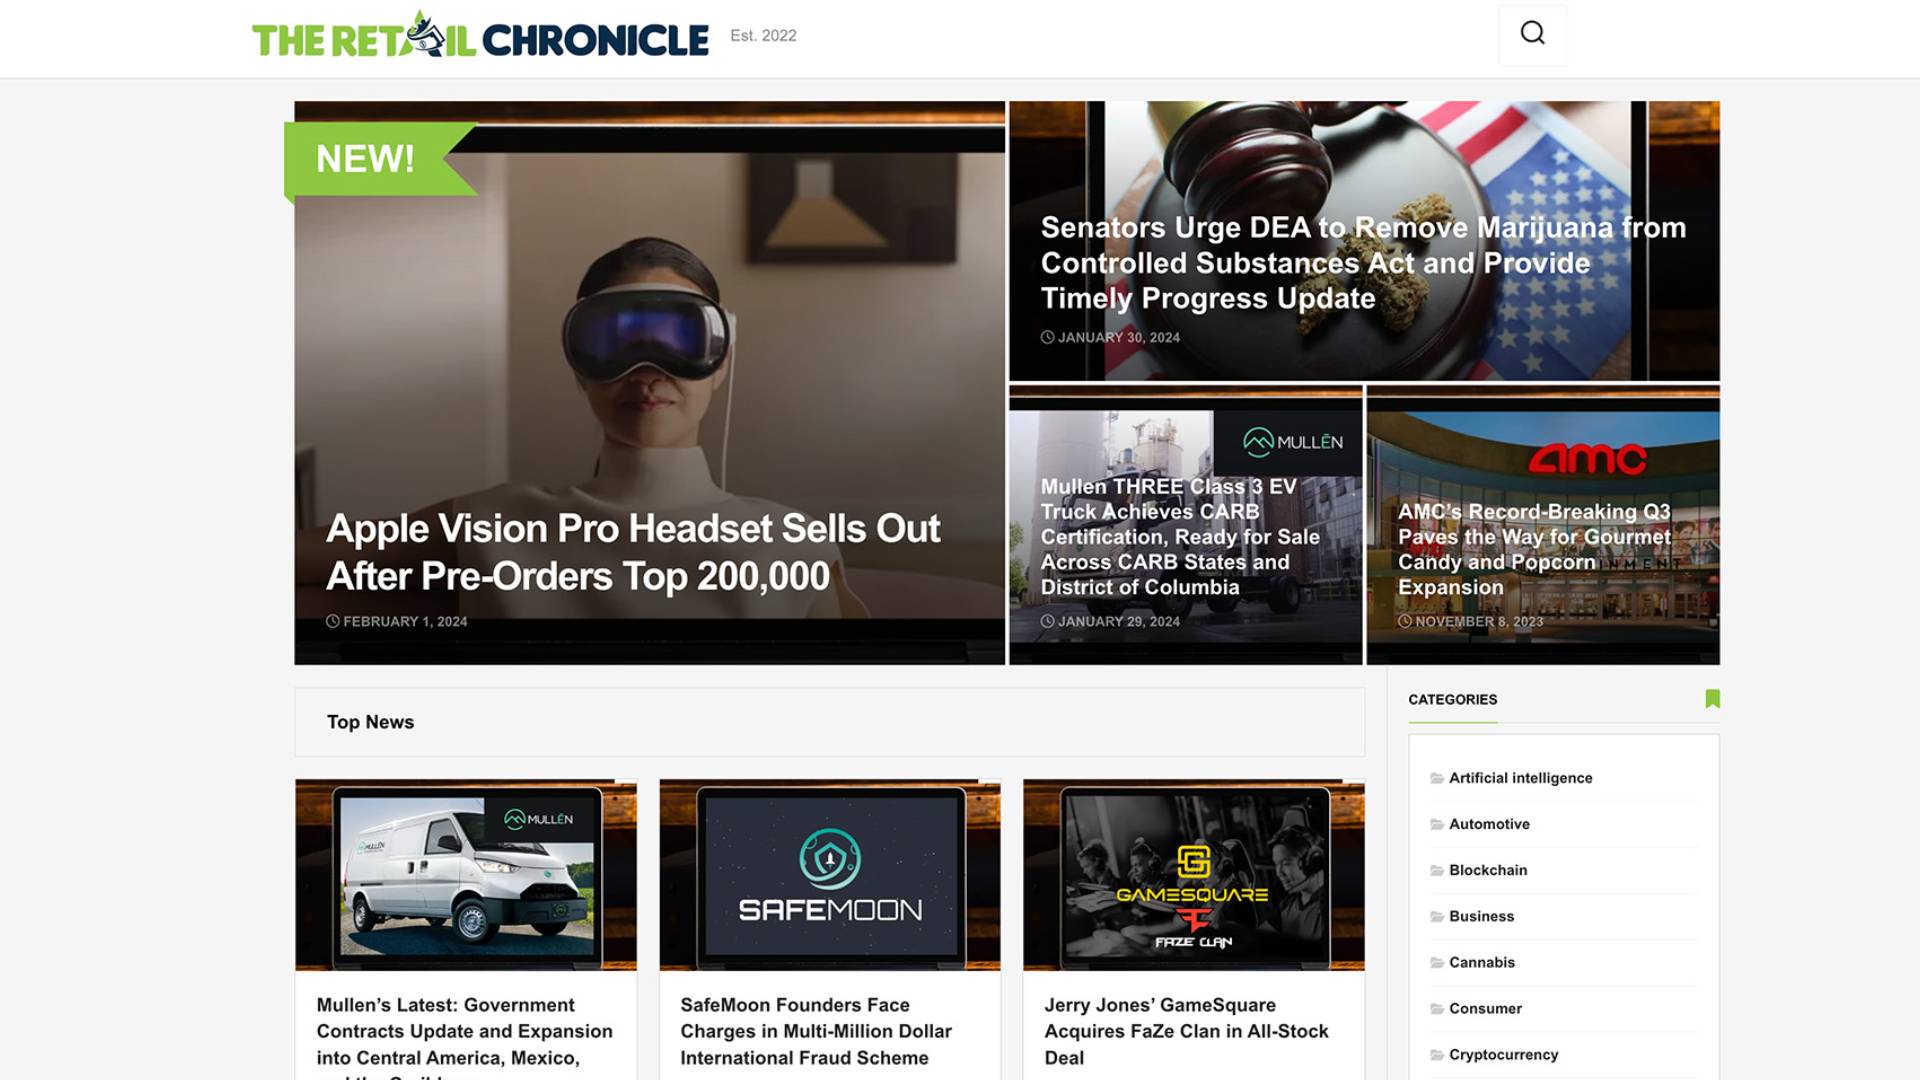 THE RETAIL CHRONICLE
Est. 2022
NEW!
Apple Vision Pro Headset Sells Out
After Pre-Orders Top 200,000
FEBRUARY 1, 2024
Senators Urge DEA to Remove Marijuana from
Controlled Substances Act and Provide
Timely Progress Update
JANUARY 30, 2024
MULLĒN
Mullen THREE Class 3 EV
Truck Achieves CARB
Certification, Ready for Sale
Across CARB States and
District of Columbia
JANUARY 29, 2024
amc
AMC’s Record-Breaking Q3
Paves the Way for Gourmet
Candy and Popcorn
Expansion
NOVEMBER 8, 2023
Top News
MULLĒN
MULLĒN
Mullen’s Latest: Government
Contracts Update and Expansion
into Central America, Mexico,
SAFEMOON
SafeMoon Founders Face
Charges in Multi-Million Dollar
International Fraud Scheme
GAMESQUARE
FAZE CLAN
Jerry Jones’ GameSquare
Acquires FaZe Clan in All-Stock
Deal
CATEGORIES
Artificial intelligence
Automotive
Blockchain
Business
Cannabis
Consumer
Cryptocurrency